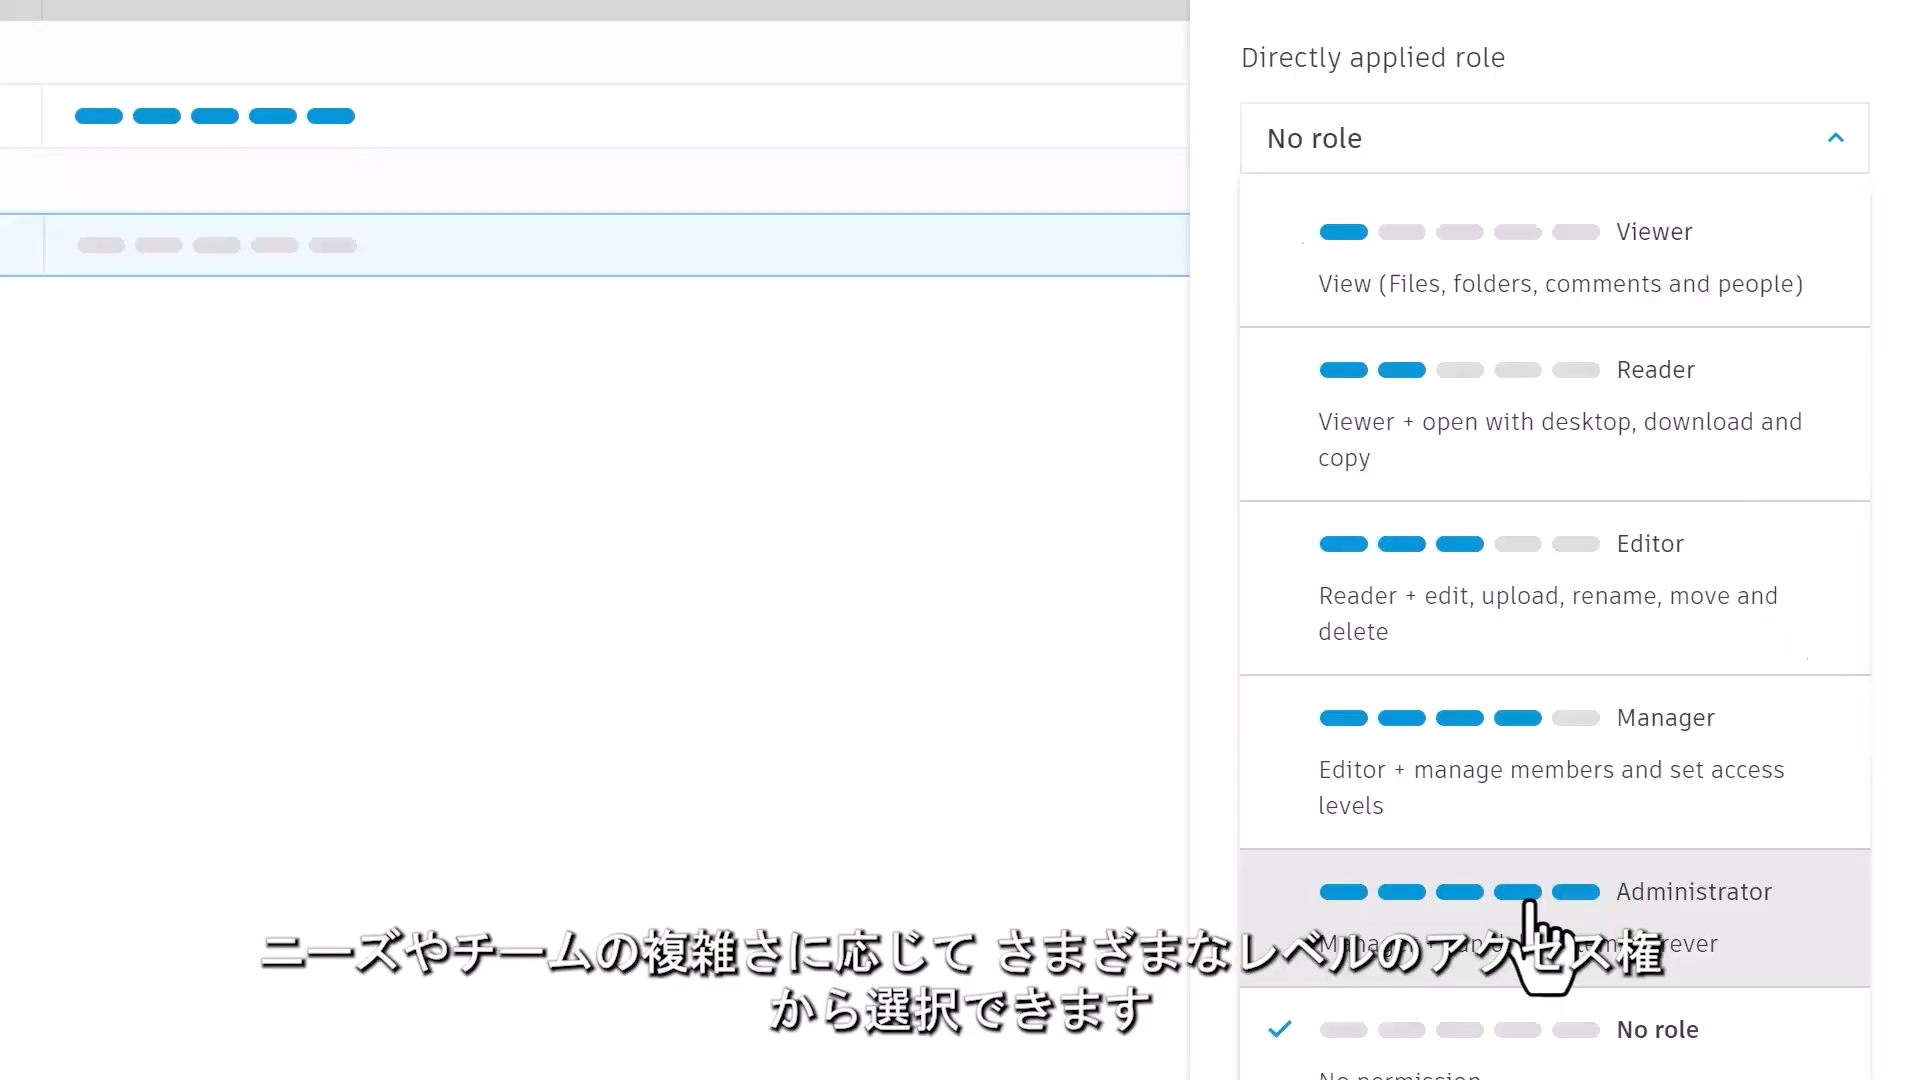 Directly applied role
No role
Viewer
View (Files, folders, comments and people)
Reader
Viewer + open with desktop, download and
copy
Editor
Reader + edit, upload, rename, move and
delete
Manager
Editor + manage members and set access
levels
Administrator
ニーズやチームの複雑さに応じて さまざまなレベルのアクセス権
から選択できます
No role
No permission